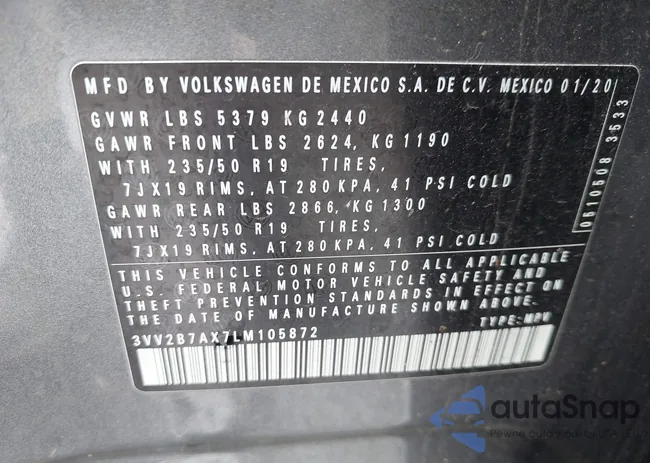 MFD BY VOLKSWAGEN DE MEXICO S.A. DE C.V. MEXICO 01/20
GVWR LBS 5379 KG 2440
GAWR FRONT LBS 2624, KG 1190
WITH 235/50 R19 TIRES,
7JX19 RIMS, AT 280 KPA, 41 PSI COLD
GAWR REAR LBS 2866, KG 1300
WITH 235/50 R19 TIRES,
7JX19 RIMS, AT 280 KPA, 41 PSI COLD
THIS VEHICLE CONFORMS TO ALL APPLICABLE
U.S. FEDERAL MOTOR VEHICLE SAFETY AND
THEFT PREVENTION STANDARDS IN EFFECT ON
THE DATE OF MANUFACTURE SHOWN ABOVE.
3VV2B7AX7LM105872 TYPE: MPV
0510508 3533
autaSnap